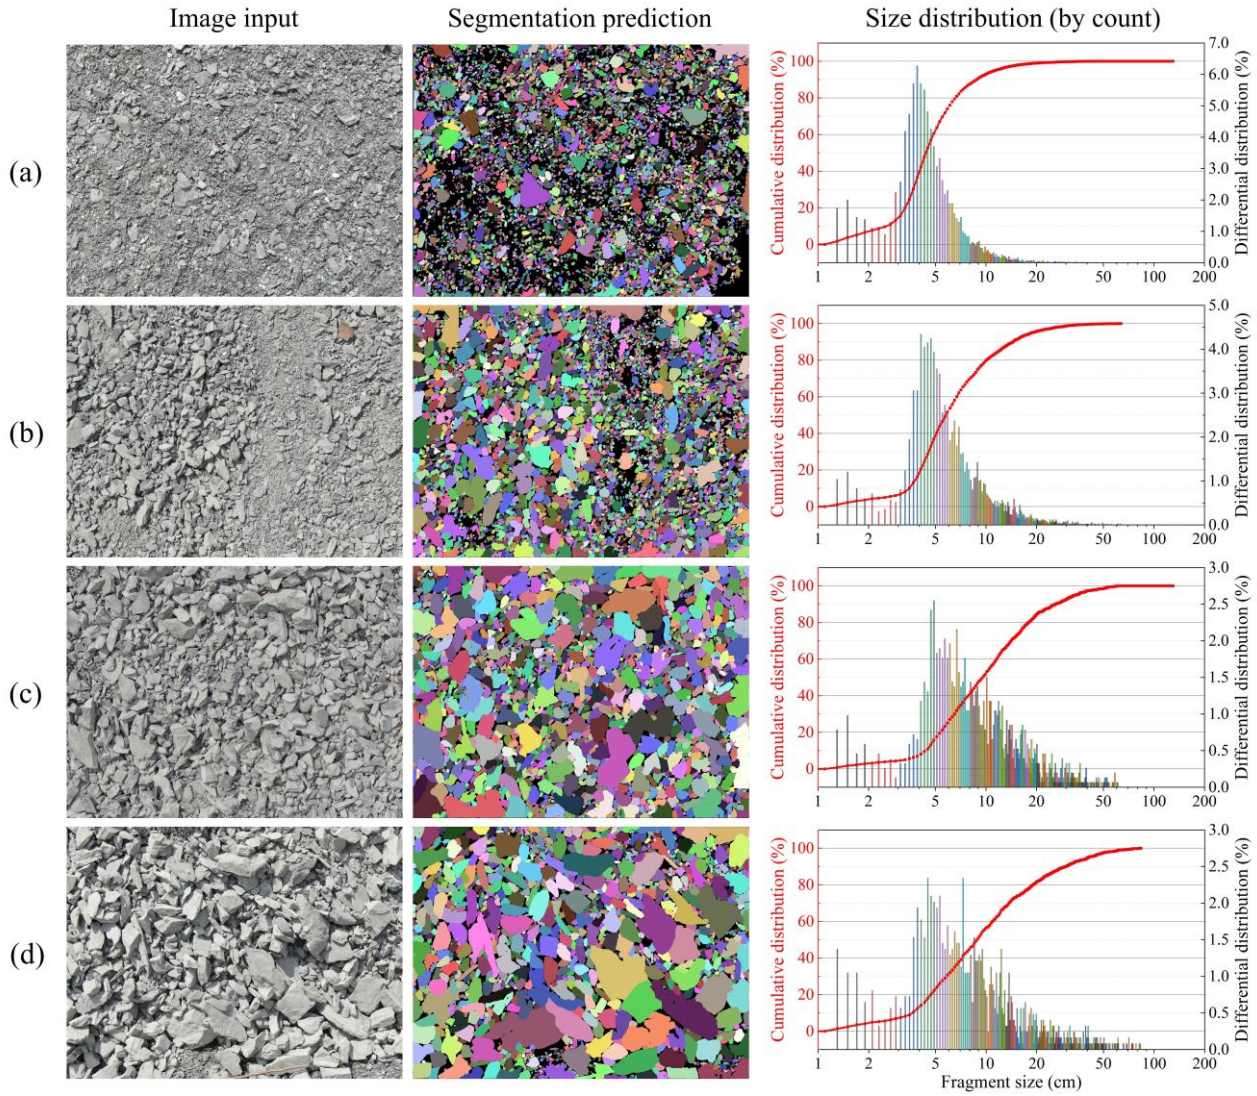 Image input Segmentation prediction Size distribution (by count)
(a)
Cumulative distribution (%)
100
80
60
40
20
0
7.0
6.0
5.0
4.0
3.0
2.0
1.0
0.0
Differential distribution (%)
1 2 5 10 20 50 100 200
(b)
Cumulative distribution (%)
100
80
60
40
20
0
5.0
4.0
3.0
2.0
1.0
0.0
Differential distribution (%)
1 2 5 10 20 50 100 200
(c)
Cumulative distribution (%)
100
80
60
40
20
0
3.0
2.5
2.0
1.5
1.0
0.5
0.0
Differential distribution (%)
1 2 5 10 20 50 100 200
(d)
Cumulative distribution (%)
100
80
60
40
20
0
3.0
2.5
2.0
1.5
1.0
0.5
0.0
Differential distribution (%)
1 2 5 10 20 50 100 200
Fragment size (cm)